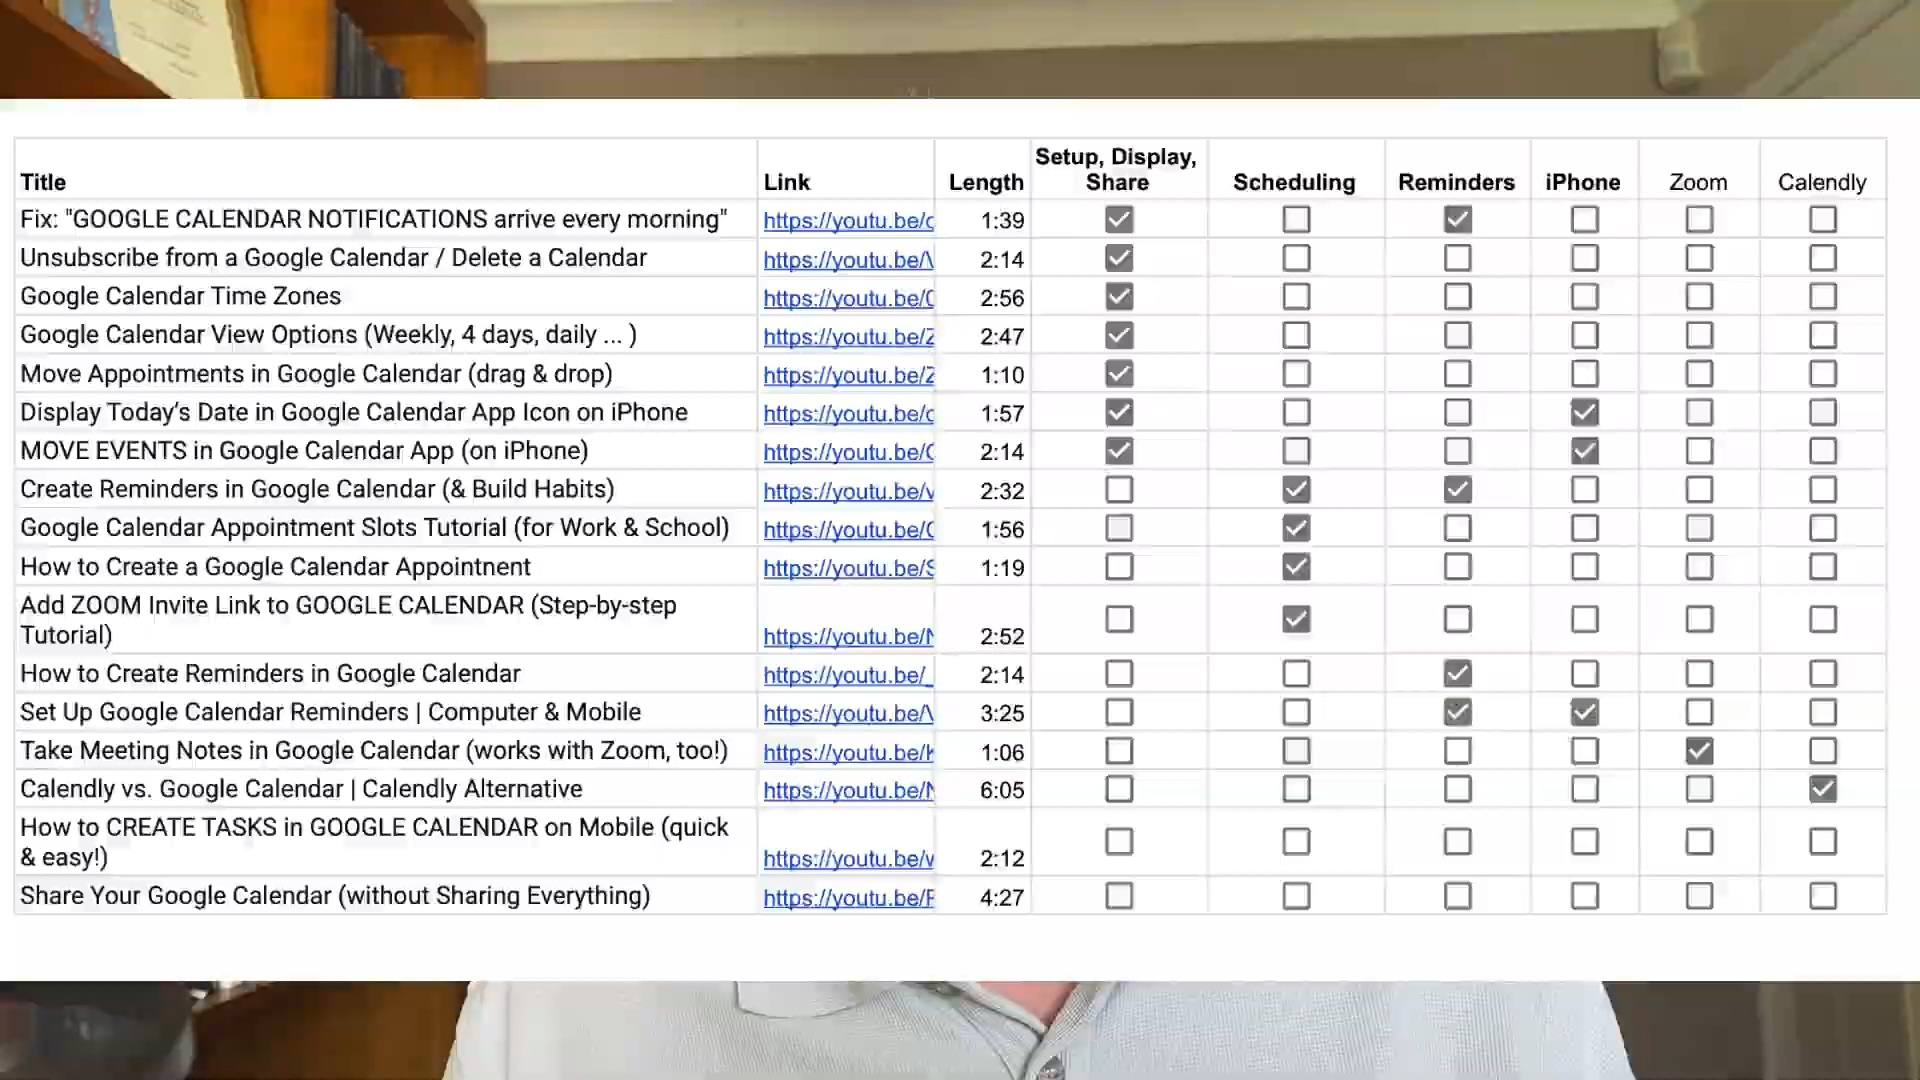 Title Link Length Setup, Display, Share Scheduling Reminders iPhone Zoom Calendly
Fix: "GOOGLE CALENDAR NOTIFICATIONS arrive every morning" https://youtu.be/c 1:39
Unsubscribe from a Google Calendar / Delete a Calendar https://youtu.be/\ 2:14
Google Calendar Time Zones https://youtu.be/0 2:56
Google Calendar View Options (Weekly, 4 days, daily ... ) https://youtu.be/Z 2:47
Move Appointments in Google Calendar (drag & drop) https://youtu.be/Z 1:10
Display Today’s Date in Google Calendar App Icon on iPhone https://youtu.be/c 1:57
MOVE EVENTS in Google Calendar App (on iPhone) https://youtu.be/ 2:14
Create Reminders in Google Calendar (& Build Habits) https://youtu.be/v 2:32
Google Calendar Appointment Slots Tutorial (for Work & School) https://youtu.be/ 1:56
How to Create a Google Calendar Appointnent https://youtu.be/S 1:19
Add ZOOM Invite Link to GOOGLE CALENDAR (Step-by-step
Tutorial) https://youtu.be/N 2:52
How to Create Reminders in Google Calendar https://youtu.be/_ 2:14
Set Up Google Calendar Reminders | Computer & Mobile https://youtu.be/\ 3:25
Take Meeting Notes in Google Calendar (works with Zoom, too!) https://youtu.be/K 1:06
Calendly vs. Google Calendar | Calendly Alternative https://youtu.be/N 6:05
How to CREATE TASKS in GOOGLE CALENDAR on Mobile (quick
& easy!) https://youtu.be/v 2:12
Share Your Google Calendar (without Sharing Everything) https://youtu.be/F 4:27